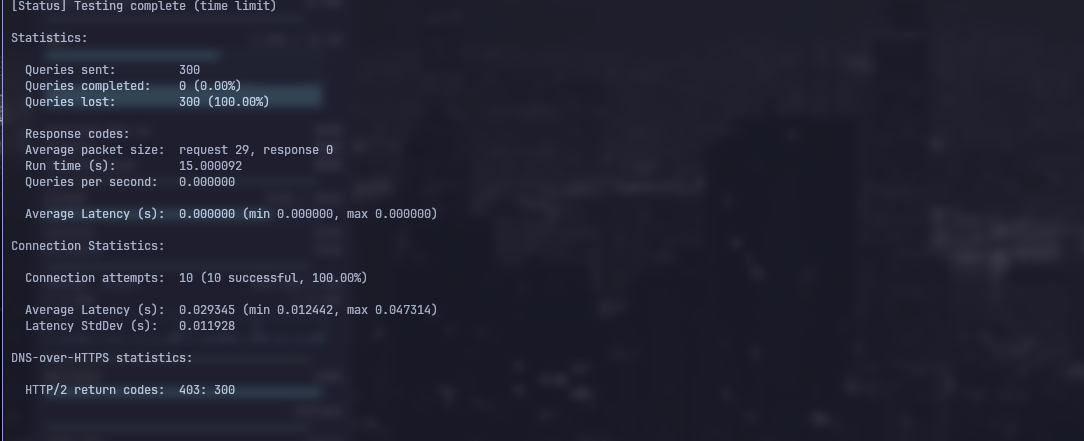 [Status] Testing complete (time limit)
Statistics:
Queries sent: 300
Queries completed: 0 (0.00%)
Queries lost: 300 (100.00%)
Response codes:
Average packet size: request 29, response 0
Run time (s): 15.000092
Queries per second: 0.000000
Average Latency (s): 0.000000 (min 0.000000, max 0.000000)
Connection Statistics:
Connection attempts: 10 (10 successful, 100.00%)
Average Latency (s): 0.029345 (min 0.012442, max 0.047314)
Latency StdDev (s): 0.011928
DNS-over-HTTPS statistics:
HTTP/2 return codes: 403: 300